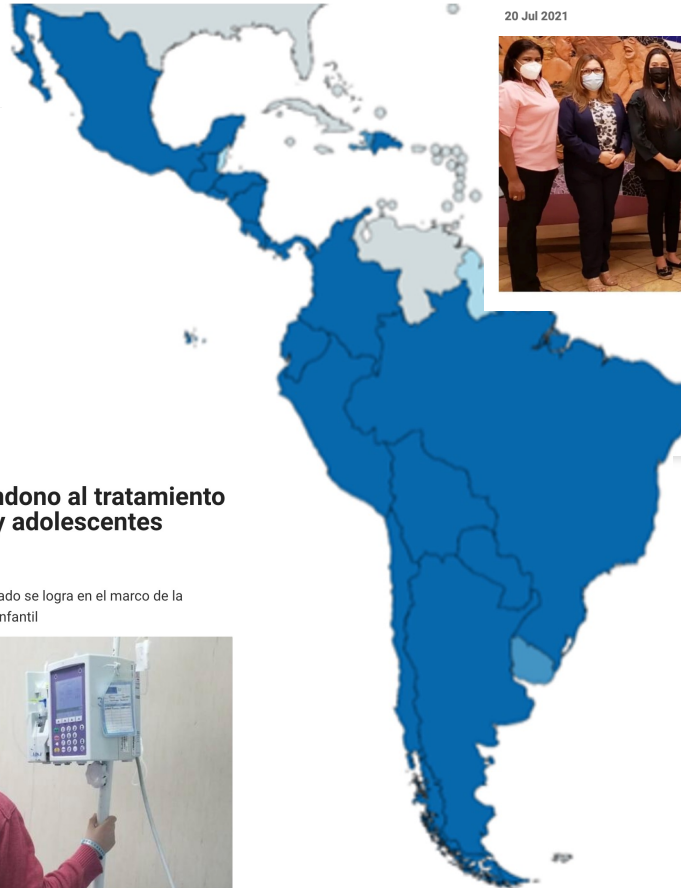 20 Jul 2021
ndono al tratamiento
y adolescentes
ado se logra en el marco de la
nfantil